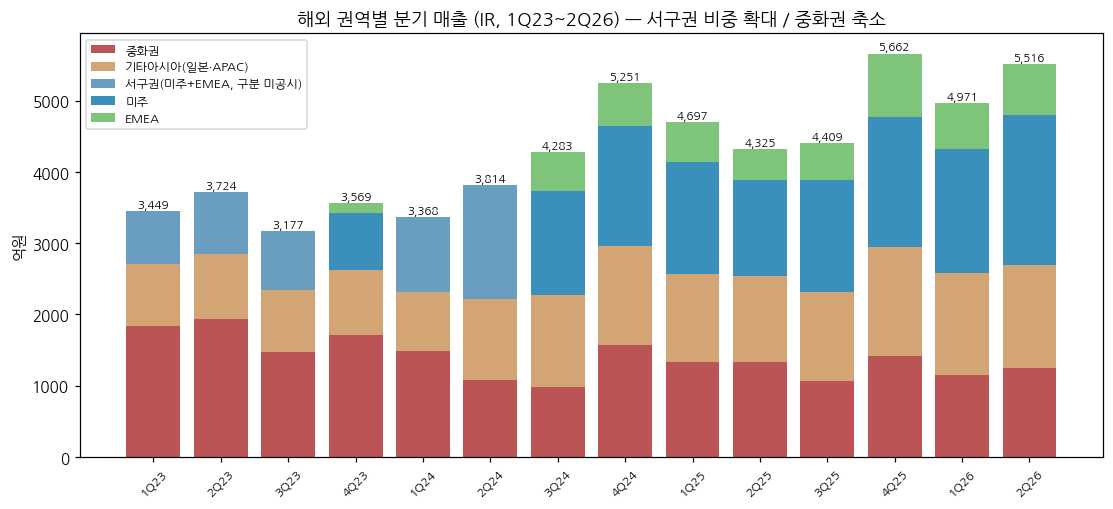 해외 권역별 분기 매출 (IR, 1Q23~2Q26) — 서구권 비중 확대 / 중화권 축소
중화권
기타아시아(일본·APAC)
서구권(미주+EMEA, 구분 미공시)
미주
EMEA
억원
5000
4000
3000
2000
1000
0
3,449
3,724
3,177
3,569
3,368
3,814
4,283
5,251
4,697
4,325
4,409
5,662
4,971
5,516
1Q23
2Q23
3Q23
4Q23
1Q24
2Q24
3Q24
4Q24
1Q25
2Q25
3Q25
4Q25
1Q26
2Q26